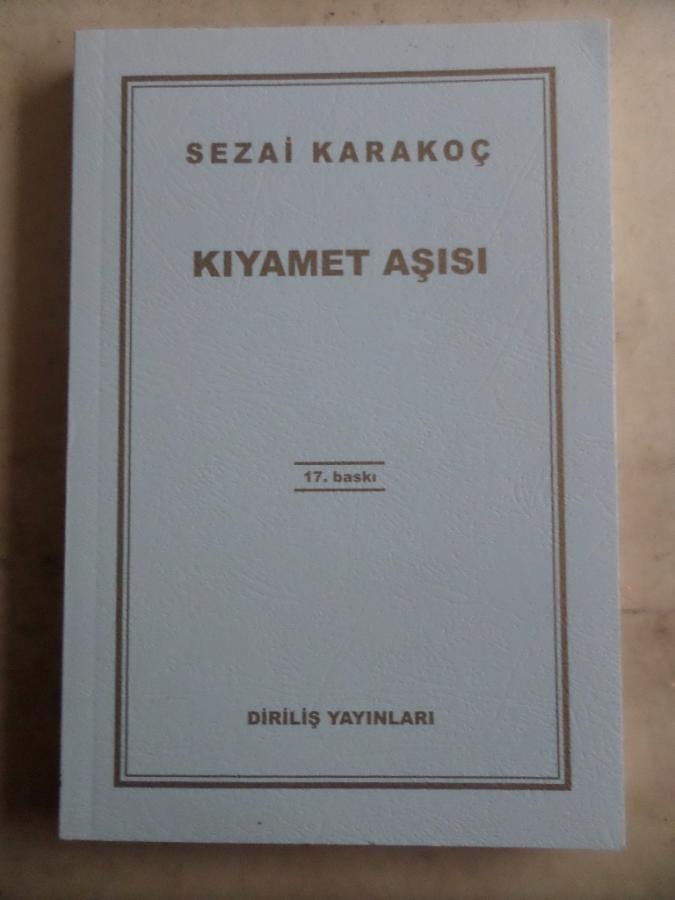 SEZAİ KARAKOÇ
KIYAMET AŞISI
17. baskı
DİRİLİŞ YAYINLARI